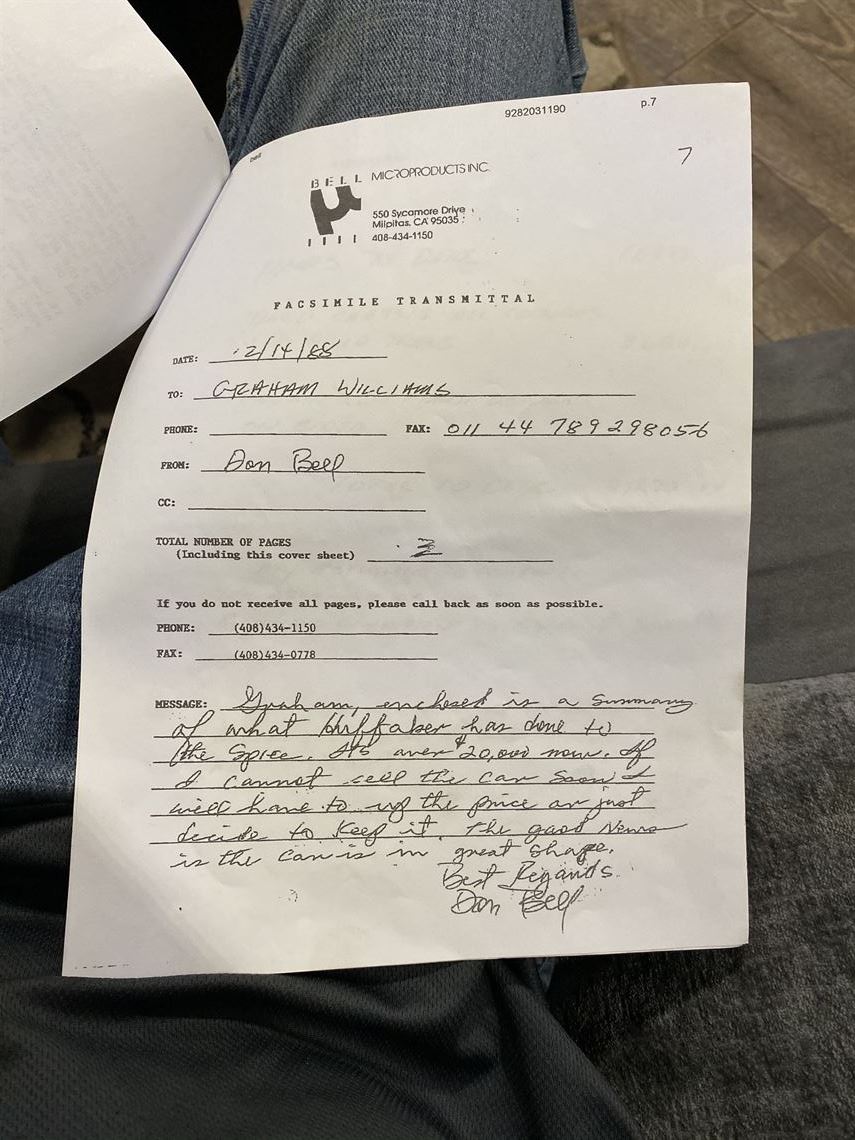 9282031190 p.7
bell
7
BELL MICROPRODUCTS INC.
µ
550 Sycamore Drive
Milpitas, CA 95035
408-434-1150
FACSIMILE TRANSMITTAL
DATE: 2/14/88
TO: GRAHAM WILLIAMS
PHONE: FAX: 011 44 789298056
FROM: Don Bell
CC:
TOTAL NUMBER OF PAGES
(Including this cover sheet)
If you do not receive all pages, please call back as soon as possible.
PHONE: (408)434-1150
FAX: (408)434-0778
MESSAGE: Graham, enclosed is a summary
of what Huffaker has done to
the Spree. Its over $20,000 now. If
I cannot sell the car soon I
will have to up the price or just
decide to keep it. The good news
is the car is in great shape.
Best Regards
Don Bell